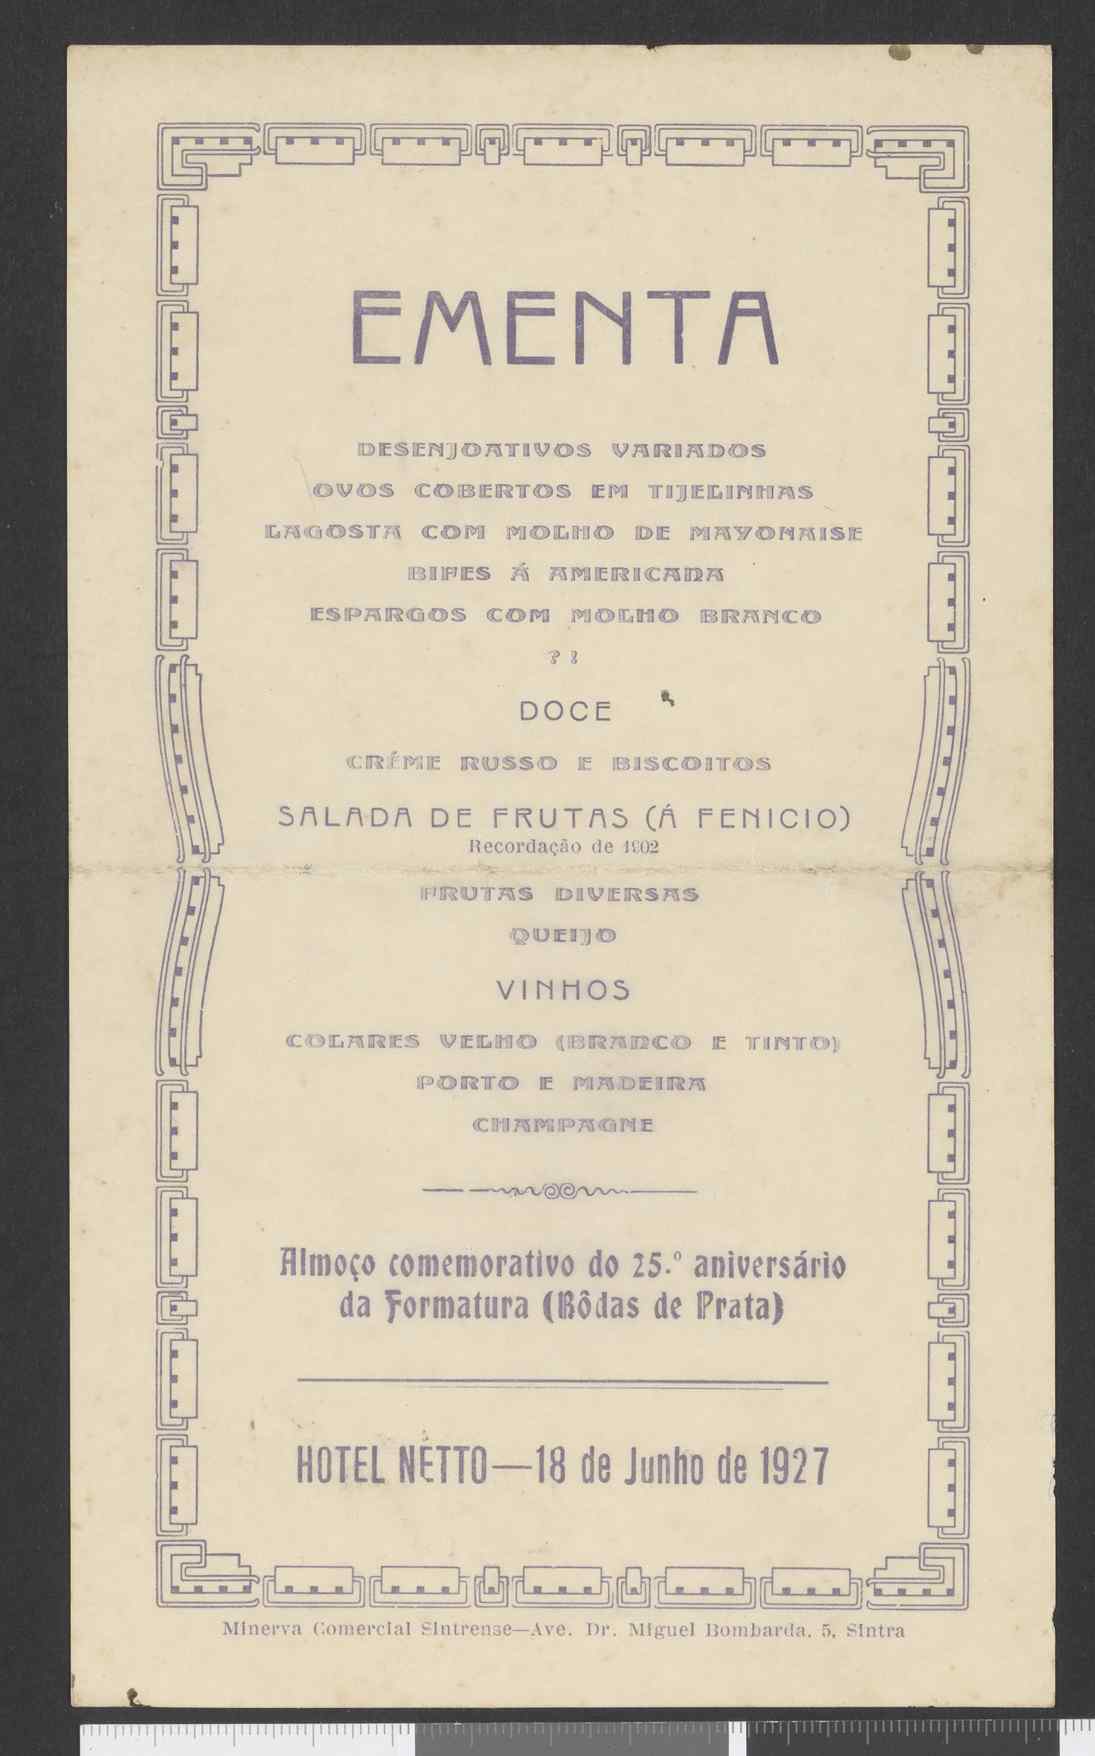 EMENTA
DESENJOATIVOS VARIADOS
OVOS COBERTOS EM TIJELINHAS
LAGOSTA COM MOLHO DE MAYONAISE
BIFES Á AMERICANA
ESPARGOS COM MOLHO BRANCO
? !
DOCE
CRÉME RUSSO E BISCOITOS
SALADA DE FRUTAS (Á FENICIO)
Recordação de 1902
FRUTAS DIVERSAS
QUEIJO
VINHOS
COLARES VELHO (BRANCO E TINTO)
PORTO E MADEIRA
CHAMPAGNE
Almoço comemorativo do 25.º aniversário
da Formatura (Bôdas de Prata)
HOTEL NETTO—18 de Junho de 1927
Minerva Comercial Sintrense—Ave. Dr. Miguel Bombarda, 5, Sintra